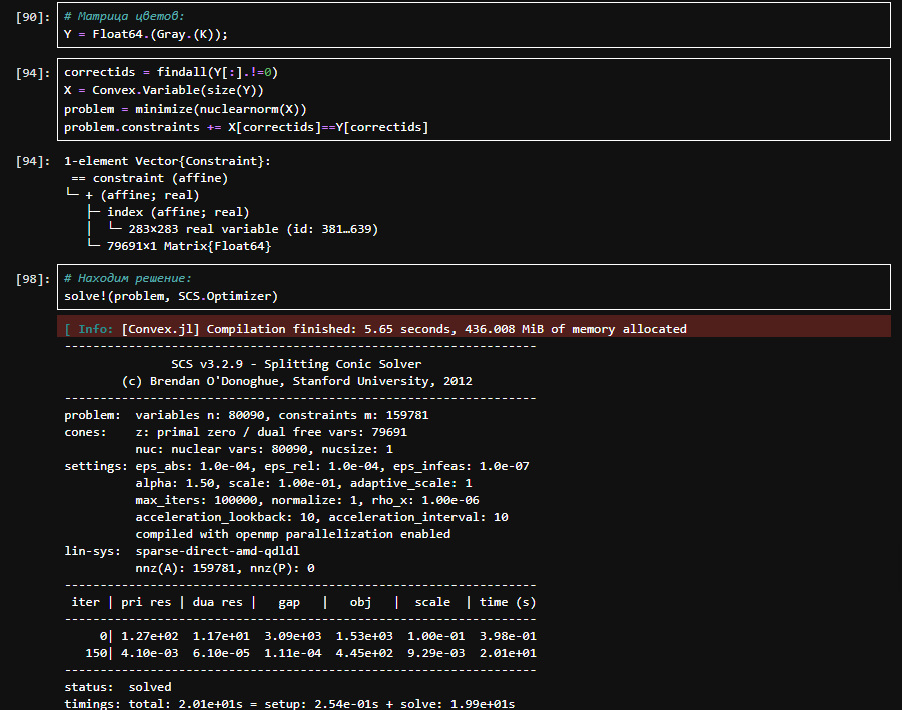 [90]: # Матрица цветов:
Y = Float64.(Gray.(K));
[94]: correctids = findall(Y[:].!=0)
X = Convex.Variable(size(Y))
problem = minimize(nuclearnorm(X))
problem.constraints += X[correctids]==Y[correctids]
[94]: 1-element Vector{Constraint}:
== constraint (affine)
└─ + (affine; real)
├─ index (affine; real)
│ └─ 283×283 real variable (id: 381…639)
└─ 79691×1 Matrix{Float64}
[98]: # Находим решение:
solve!(problem, SCS.Optimizer)
[ Info: [Convex.jl] Compilation finished: 5.65 seconds, 436.008 MiB of memory allocated
------------------------------------------------------------------
SCS v3.2.9 - Splitting Conic Solver
(c) Brendan O'Donoghue, Stanford University, 2012
------------------------------------------------------------------
problem: variables n: 80090, constraints m: 159781
cones: z: primal zero / dual free vars: 79691
nuc: nuclear vars: 80090, nucsize: 1
settings: eps_abs: 1.0e-04, eps_rel: 1.0e-04, eps_infeas: 1.0e-07
alpha: 1.50, scale: 1.00e-01, adaptive_scale: 1
max_iters: 100000, normalize: 1, rho_x: 1.00e-06
acceleration_lookback: 10, acceleration_interval: 10
compiled with openmp parallelization enabled
lin-sys: sparse-direct-amd-qdldl
nnz(A): 159781, nnz(P): 0
------------------------------------------------------------------
iter | pri res | dua res | gap | obj | scale | time (s)
------------------------------------------------------------------
0| 1.27e+02 1.17e+01 3.09e+03 1.53e+03 1.00e-01 3.98e-01
150| 4.10e-03 6.10e-05 1.11e-04 4.45e+02 9.29e-03 2.01e+01
------------------------------------------------------------------
status: solved
timings: total: 2.01e+01s = setup: 2.54e-01s + solve: 1.99e+01s